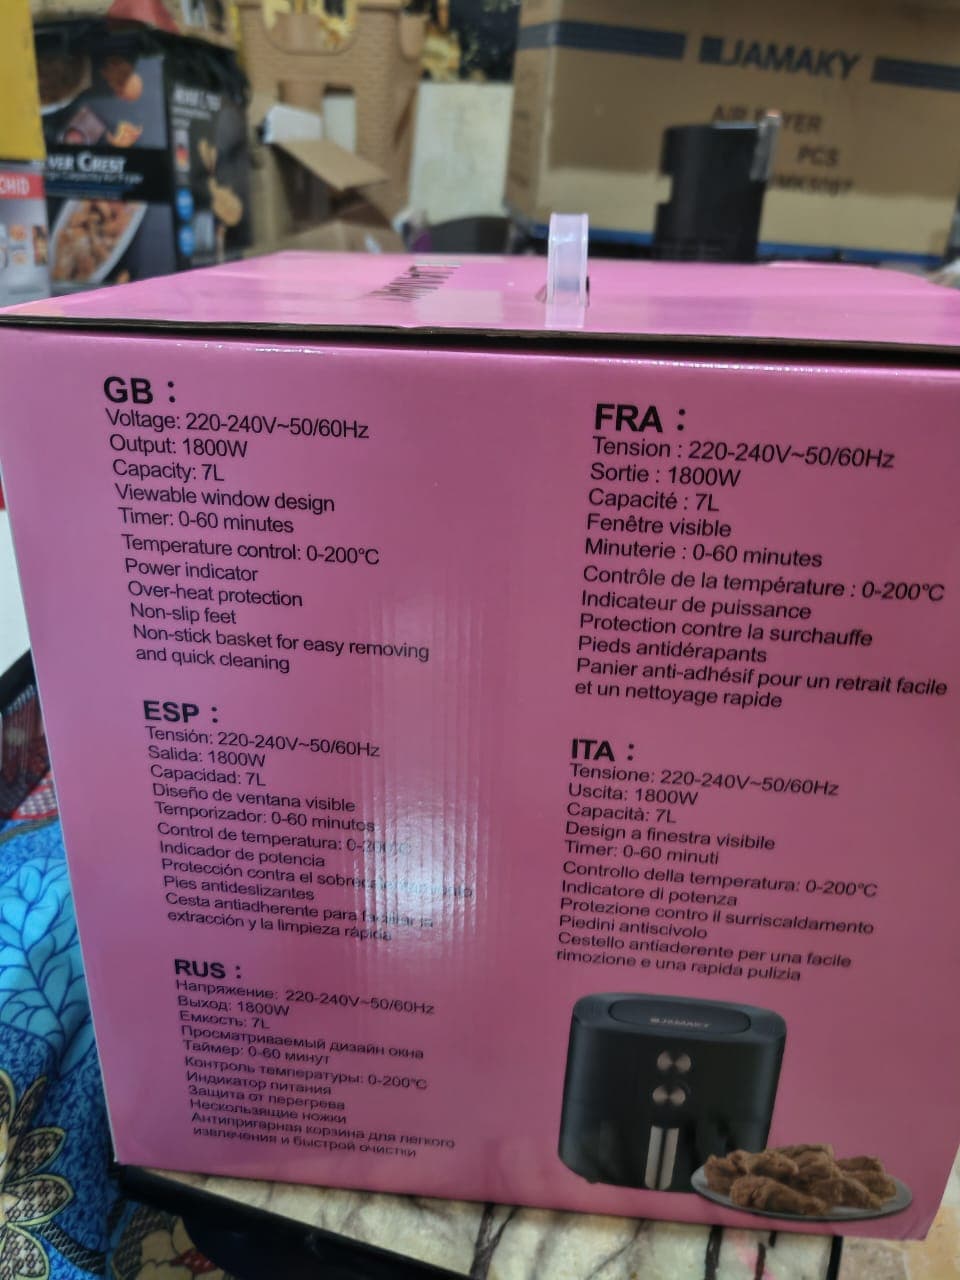 JAMAKY
AIR FRYER
PCS
VER CREST
CHID
GB：
Voltage: 220-240V~50/60Hz
Output: 1800W
Capacity: 7L
Viewable window design
Timer: 0-60 minutes
Temperature control: 0-200℃
Power indicator
Over-heat protection
Non-slip feet
Non-stick basket for easy removing
and quick cleaning
FRA：
Tension : 220-240V~50/60Hz
Sortie : 1800W
Capacité : 7L
Fenêtre visible
Minuterie : 0-60 minutes
Contrôle de la température : 0-200℃
Indicateur de puissance
Protection contre la surchauffe
Pieds antidérapants
Panier anti-adhésif pour un retrait facile
et un nettoyage rapide
ESP：
Tensión: 220-240V~50/60Hz
Salida: 1800W
Capacidad: 7L
Diseño de ventana visible
Temporizador: 0-60 minutos
Control de temperatura: 0-200℃
Indicador de potencia
Protección contra el sobrecalentamiento
Pies antideslizantes
Cesta antiadherente para facilitar la
extracción y la limpieza rápida
ITA：
Tensione: 220-240V~50/60Hz
Uscita: 1800W
Capacità: 7L
Design a finestra visibile
Timer: 0-60 minuti
Controllo della temperatura: 0-200℃
Indicatore di potenza
Protezione contro il surriscaldamento
Piedini antiscivolo
Cestello antiaderente per una facile
rimozione e una rapida pulizia
RUS：
Напряжение: 220-240V~50/60Hz
Выход: 1800W
Емкость: 7L
Просматриваемый дизайн окна
Таймер: 0-60 минут
Контроль температуры: 0-200℃
Индикатор питания
Защита от перегрева
Нескользящие ножки
Антипригарная корзина для легкого
извлечения и быстрой очистки
JAMAKY